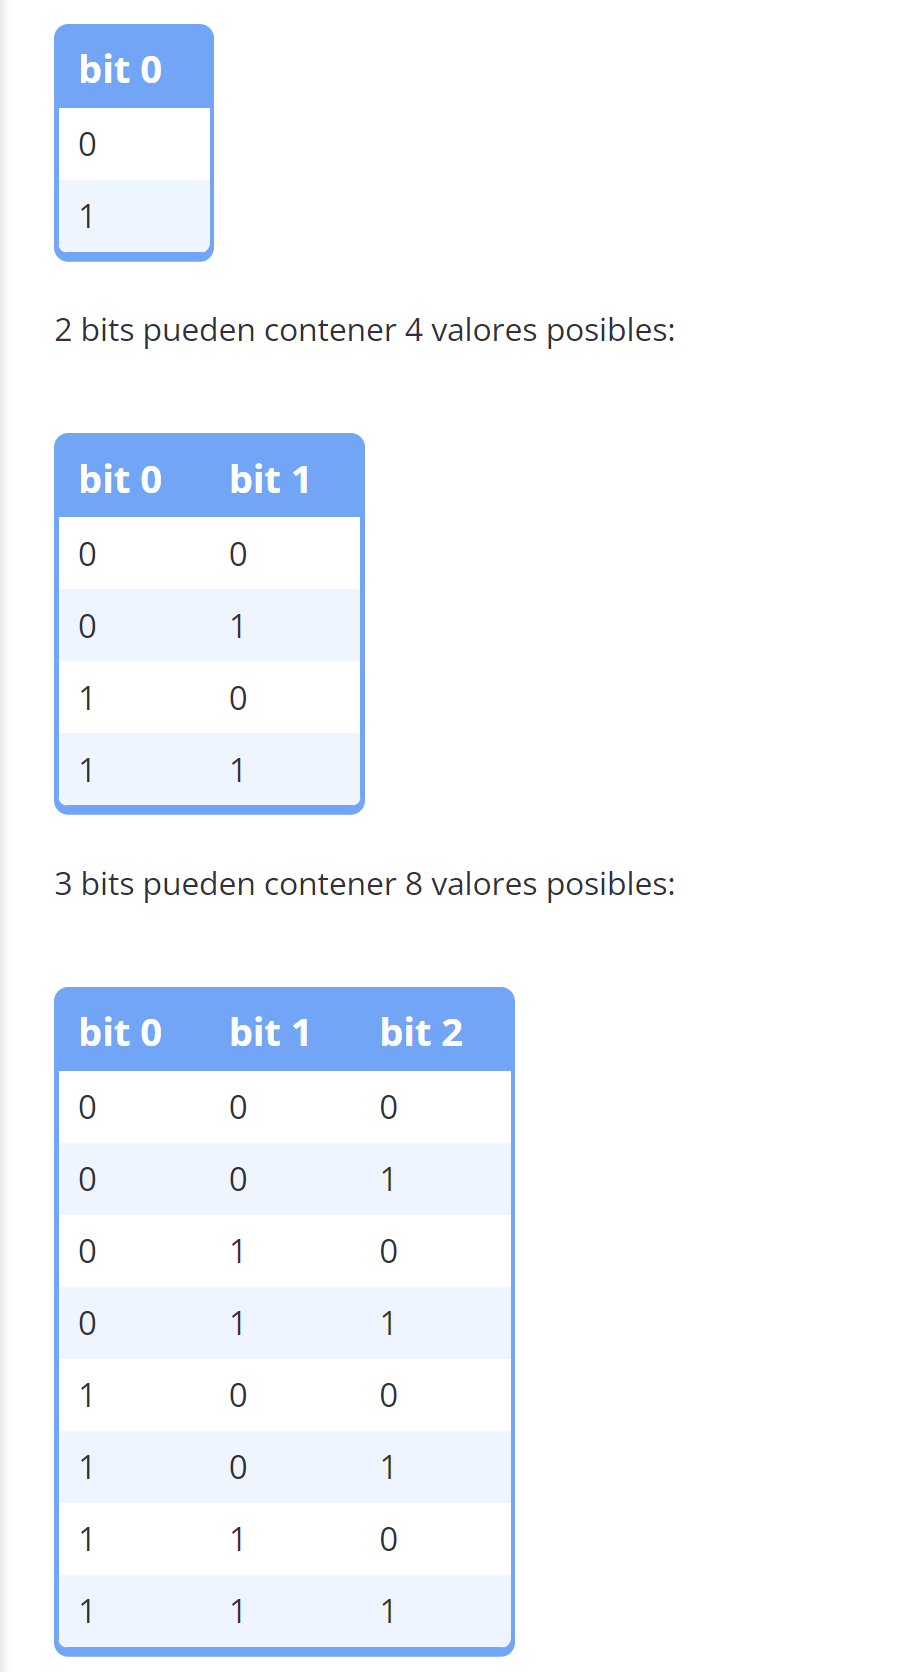 bit 0
0
1
2 bits pueden contener 4 valores posibles:
bit 0 bit 1
0 0
0 1
1 0
1 1
3 bits pueden contener 8 valores posibles:
bit 0 bit 1 bit 2
0 0 0
0 0 1
0 1 0
0 1 1
1 0 0
1 0 1
1 1 0
1 1 1